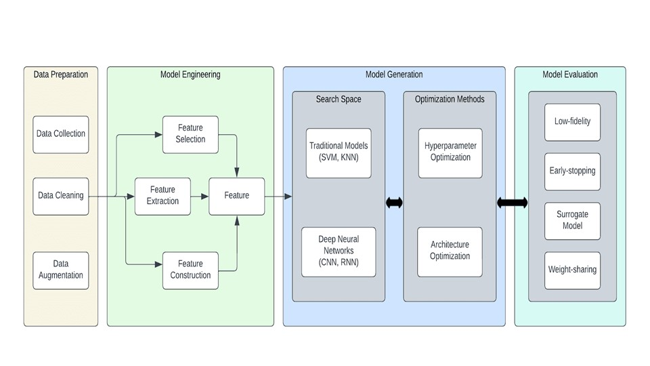 Data Preparation
Data Collection
Data Cleaning
Data
Augmentation
Model Engineering
Feature
Selection
Feature
Extraction
Feature
Feature
Construction
Model Generation
Search Space
Traditional Models
(SVM, KNN)
Deep Neural
Networks
(CNN, RNN)
Optimization Methods
Hyperparameter
Optimization
Architecture
Optimization
Model Evaluation
Low-fidelity
Early-stopping
Surrogate
Model
Weight-sharing